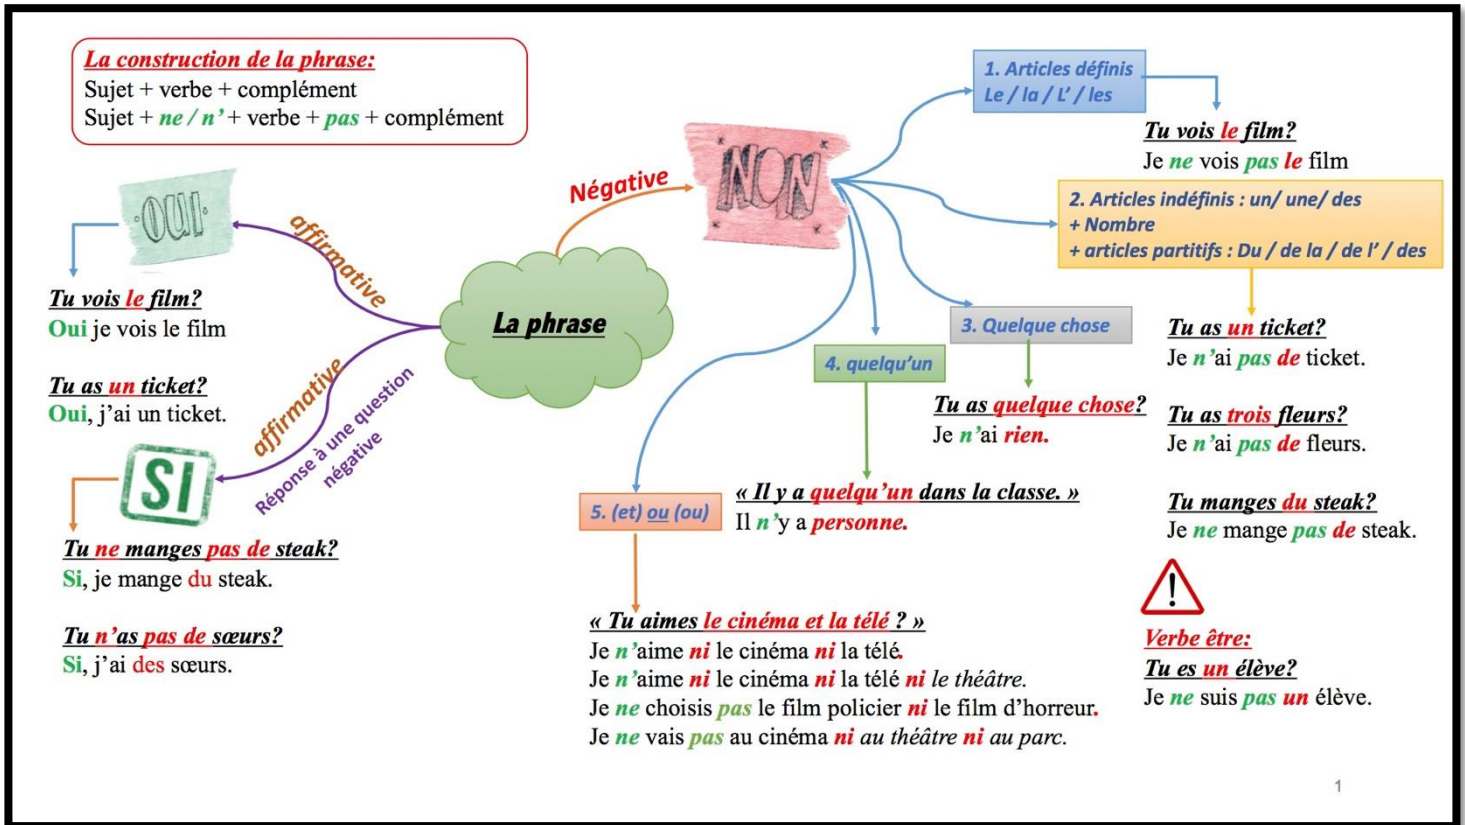 La construction de la phrase:
Sujet + verbe + complément
Sujet + ne / n' + verbe + pas + complément
OUI
affirmative
Tu vois le film?
Oui je vois le film
Tu as un ticket?
Oui, j'ai un ticket.
affirmative
Réponse à une question
négative
SI
Tu ne manges pas de steak?
Si, je mange du steak.
Tu n'as pas de sœurs?
Si, j'ai des sœurs.
La phrase
Négative
NON
1. Articles définis
Le / la / L' / les
Tu vois le film?
Je ne vois pas le film
2. Articles indéfinis : un/ une/ des
+ Nombre
+ articles partitifs : Du / de la / de l' / des
Tu as un ticket?
Je n'ai pas de ticket.
Tu as trois fleurs?
Je n'ai pas de fleurs.
Tu manges du steak?
Je ne mange pas de steak.
!
Verbe être:
Tu es un élève?
Je ne suis pas un élève.
3. Quelque chose
Tu as quelque chose?
Je n'ai rien.
4. quelqu'un
« Il y a quelqu'un dans la classe. »
Il n'y a personne.
5. (et) ou (ou)
« Tu aimes le cinéma et la télé ? »
Je n'aime ni le cinéma ni la télé.
Je n'aime ni le cinéma ni la télé ni le théâtre.
Je ne choisis pas le film policier ni le film d'horreur.
Je ne vais pas au cinéma ni au théâtre ni au parc.
1